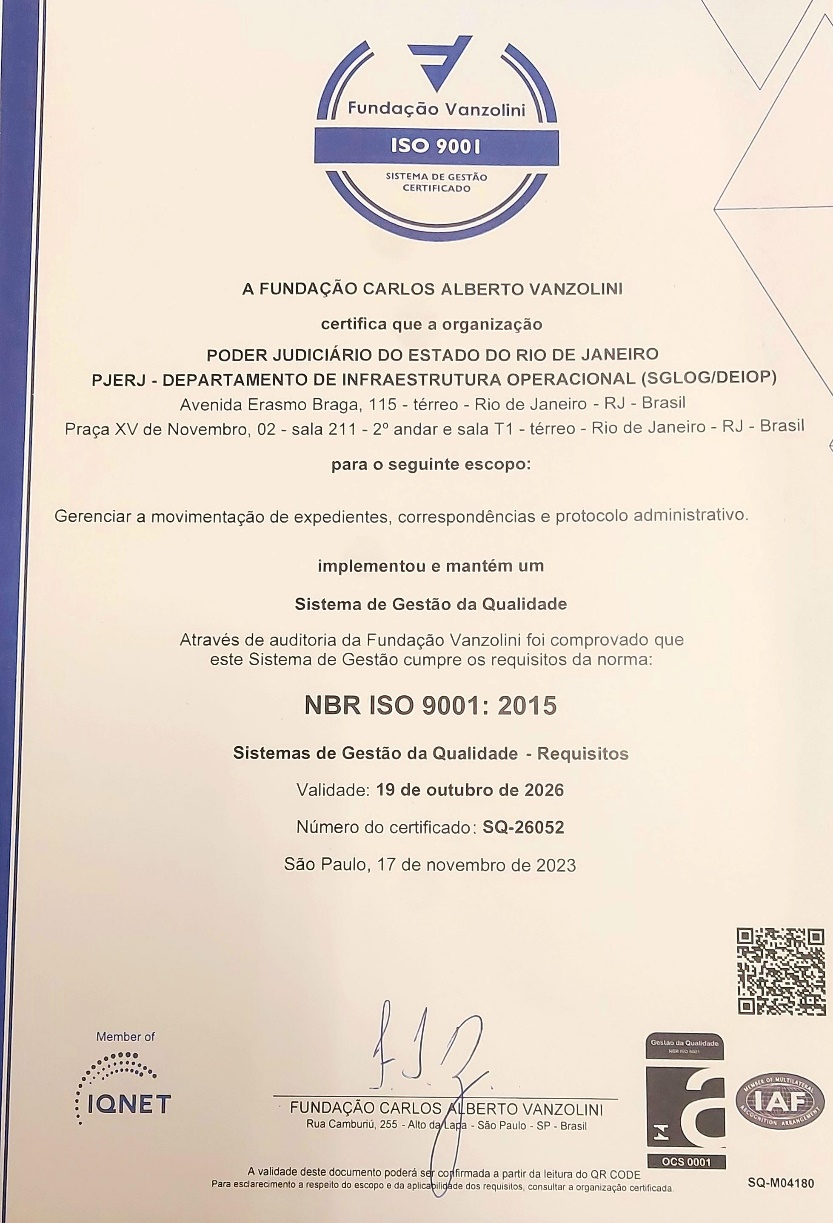 Fundação Vanzolini
ISO 9001
SISTEMA DE GESTÃO
CERTIFICADO
A FUNDAÇÃO CARLOS ALBERTO VANZOLINI
certifica que a organização
PODER JUDICIÁRIO DO ESTADO DO RIO DE JANEIRO
PJERJ - DEPARTAMENTO DE INFRAESTRUTURA OPERACIONAL (SGLOG/DEIOP)
Avenida Erasmo Braga, 115 - térreo - Rio de Janeiro - RJ - Brasil
Praça XV de Novembro, 02 - sala 211 - 2º andar e sala T1 - térreo - Rio de Janeiro - RJ - Brasil
para o seguinte escopo:
Gerenciar a movimentação de expedientes, correspondências e protocolo administrativo.
implementou e mantém um
Sistema de Gestão da Qualidade
Através de auditoria da Fundação Vanzolini foi comprovado que
este Sistema de Gestão cumpre os requisitos da norma:
NBR ISO 9001: 2015
Sistemas de Gestão da Qualidade - Requisitos
Validade: 19 de outubro de 2026
Número do certificado: SQ-26052
São Paulo, 17 de novembro de 2023
Member of
IQNET
FUNDAÇÃO CARLOS ALBERTO VANZOLINI
Rua Camburiú, 255 - Alto da Lapa - São Paulo - SP - Brasil
Gestão da Qualidade
NBR ISO 9001
OCS 0001
MEMBER OF MULTILATERAL
IAF
RECOGNITION ARRANGEMENT
A validade deste documento poderá ser confirmada a partir da leitura do QR CODE
Para esclarecimento a respeito do escopo e da aplicabilidade dos requisitos, consultar a organização certificada.
SQ-M04180